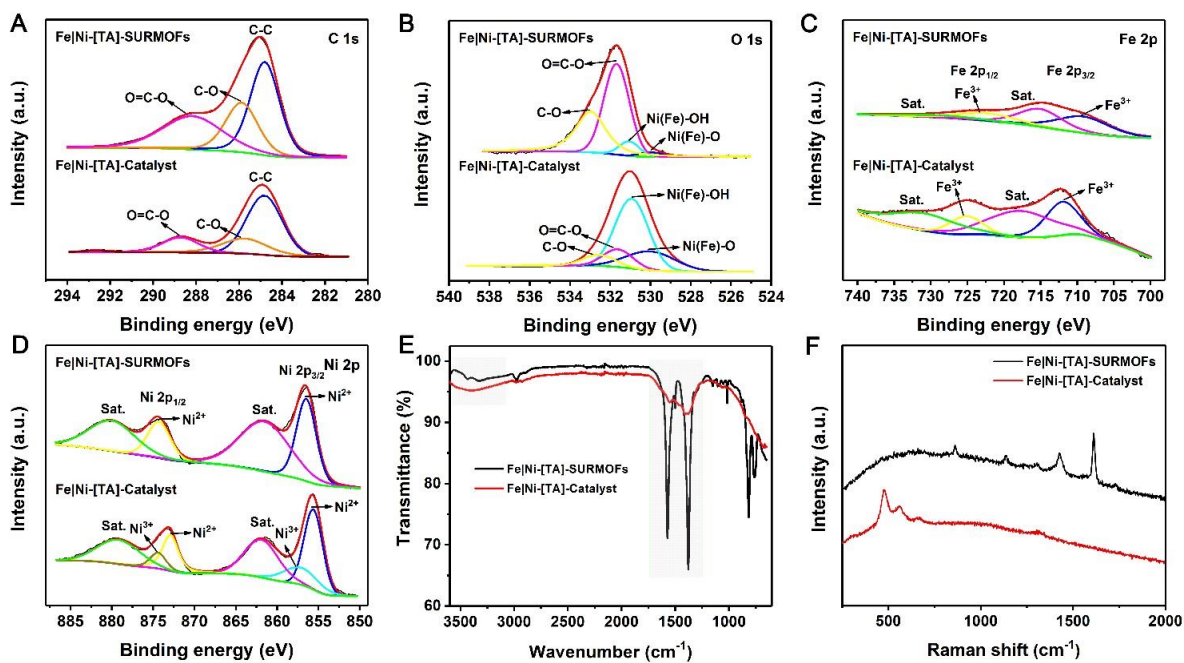 A
C 1s
Fe|Ni-[TA]-SURMOFs
C-C
C-O
O=C-O
Fe|Ni-[TA]-Catalyst
C-C
O=C-O
C-O
Intensity (a.u.)
294 292 290 288 286 284 282 280
Binding energy (eV)
B
O 1s
Fe|Ni-[TA]-SURMOFs
O=C-O
C-O
Ni(Fe)-OH
Ni(Fe)-O
Fe|Ni-[TA]-Catalyst
Ni(Fe)-OH
O=C-O
C-O
Ni(Fe)-O
Intensity (a.u.)
540 538 536 534 532 530 528 526 524
Binding energy (eV)
C
Fe|Ni-[TA]-SURMOFs
Fe 2p
Fe 2p1/2
Fe 2p3/2
Sat.
Fe3+
Sat.
Fe3+
Fe|Ni-[TA]-Catalyst
Sat.
Fe3+
Sat.
Fe3+
Intensity (a.u.)
740 735 730 725 720 715 710 705 700
Binding energy (eV)
D
Fe|Ni-[TA]-SURMOFs
Ni 2p3/2
Ni 2p
Ni 2p1/2
Sat.
Ni2+
Sat.
Ni2+
Fe|Ni-[TA]-Catalyst
Sat.
Ni3+
Ni2+
Sat.
Ni3+
Ni2+
Intensity (a.u.)
885 880 875 870 865 860 855 850
Binding energy (eV)
E
100
95
90
85
80
75
70
65
60
Transmittance (%)
Fe|Ni-[TA]-SURMOFs
Fe|Ni-[TA]-Catalyst
3500 3000 2500 2000 1500 1000
Wavenumber (cm-1)
F
Fe|Ni-[TA]-SURMOFs
Fe|Ni-[TA]-Catalyst
Intensity (a.u.)
500 1000 1500 2000
Raman shift (cm-1)